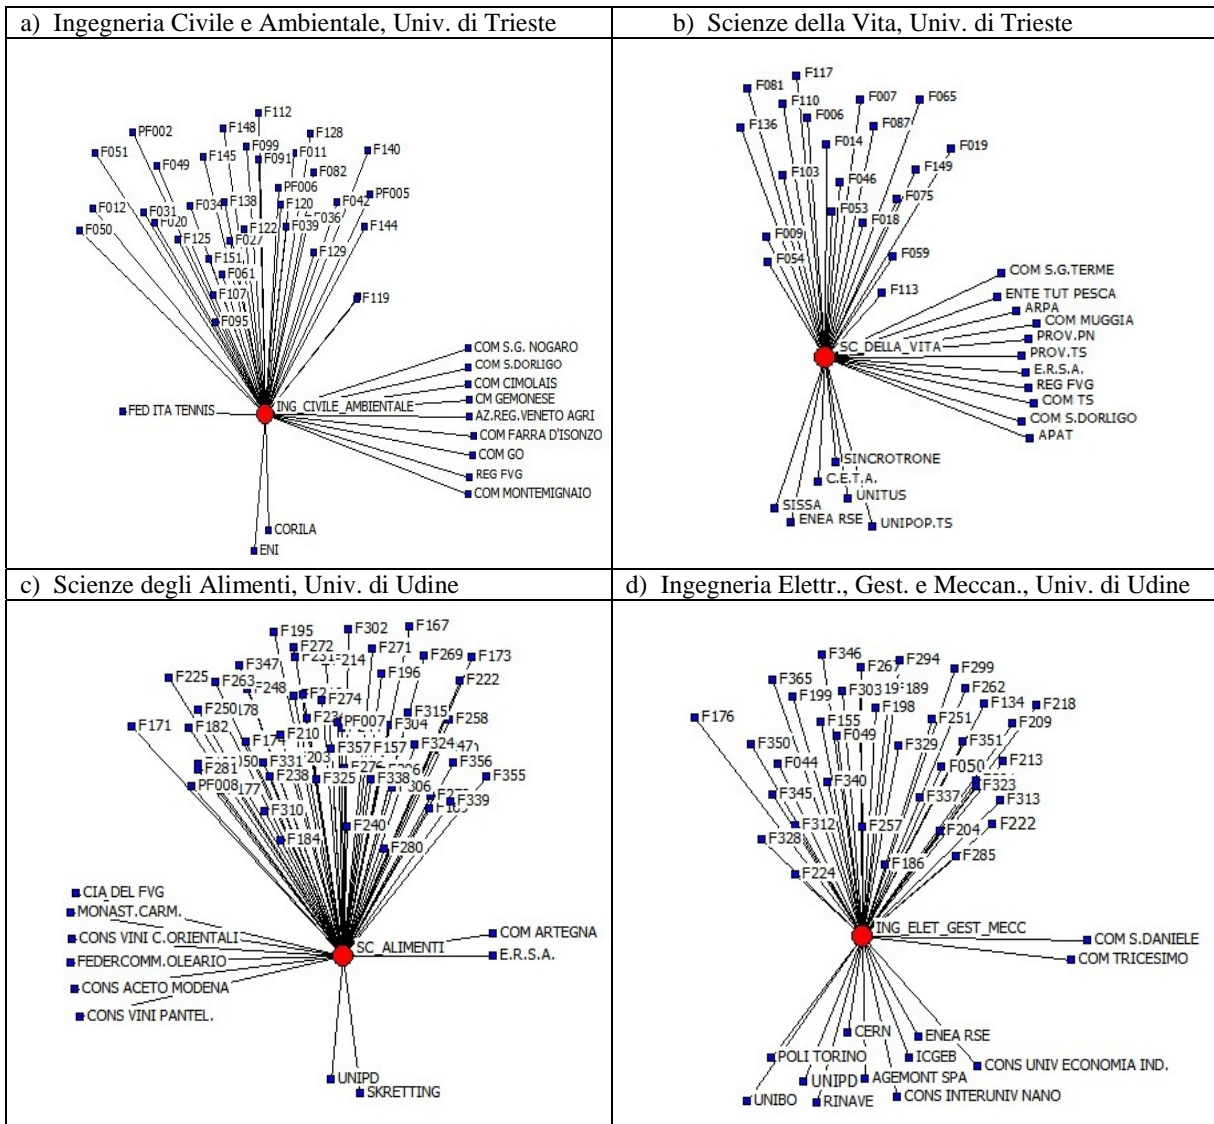 a) Ingegneria Civile e Ambientale, Univ. di Trieste
F112
F148
F128
PF002
F099
F140
F051
F145
F091
F011
F049
F082
PF006
PF005
F012
F031
F034
F138
F120
F042
F020
F036
F050
F125
F122
F039
F144
F027
F151
F129
F061
F107
F119
F095
COM S.G. NOGARO
COM S.DORLIGO
COM CIMOLAIS
CM GEMONESE
FED ITA TENNIS
ING_CIVILE_AMBIENTALE
AZ.REG.VENETO AGRI
COM FARRA D'ISONZO
COM GO
REG FVG
COM MONTEMIGNAIO
CORILA
ENI
b) Scienze della Vita, Univ. di Trieste
F117
F081
F110
F007
F065
F006
F136
F087
F014
F019
F103
F149
F046
F075
F053
F018
F009
F054
F059
F113
COM S.G.TERME
ENTE TUT PESCA
ARPA
COM MUGGIA
PROV.PN
SC_DELLA_VITA
PROV.TS
E.R.S.A.
REG FVG
COM TS
COM S.DORLIGO
APAT
SINCROTRONE
C.E.T.A.
UNITUS
SISSA
ENEA RSE
UNIPOP.TS
c) Scienze degli Alimenti, Univ. di Udine
F195
F302
F167
F272
F271
F214
F269
F173
F347
F196
F225
F263
F248
F222
F274
F250
F315
F171
F182
PF007
F304
F258
F210
F174
F357
F157
F324
F331
F356
F281
F238
F325
F338
F355
PF008
F339
F310
F240
F184
F280
CIA_DEL FVG
MONAST.CARM.
CONS VINI C.ORIENTALI
SC_ALIMENTI
COM ARTEGNA
FEDERCOMM.OLEARIO
E.R.S.A.
CONS ACETO MODENA
CONS VINI PANTEL.
UNIPD
SKRETTING
d) Ingegneria Elettr., Gest. e Meccan., Univ. di Udine
F346
F267
F294
F299
F365
F199
F303
F189
F262
F134
F218
F198
F176
F155
F251
F209
F049
F350
F329
F351
F044
F050
F213
F340
F323
F345
F337
F313
F312
F257
F204
F222
F328
F186
F285
F224
ING_ELET_GEST_MECC
COM S.DANIELE
COM TRICESIMO
CERN
ENEA RSE
POLI TORINO
ICGEB
CONS UNIV ECONOMIA IND.
UNIPD
AGEMONT SPA
UNIBO
RINAVE
CONS INTERUNIV NANO